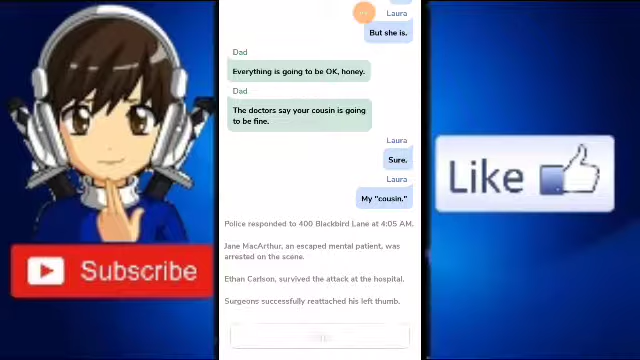 Laura
But she is.
Dad
Everything is going to be OK, honey.
Dad
The doctors say your cousin is going
to be fine.
Laura
Sure.
Laura
My "cousin."
Police responded to 400 Blackbird Lane at 4:05 AM.
Jane MacArthur, an escaped mental patient, was
arrested on the scene.
Ethan Carlson, survived the attack at the hospital.
Surgeons successfully reattached his left thumb.
Subscribe
Like